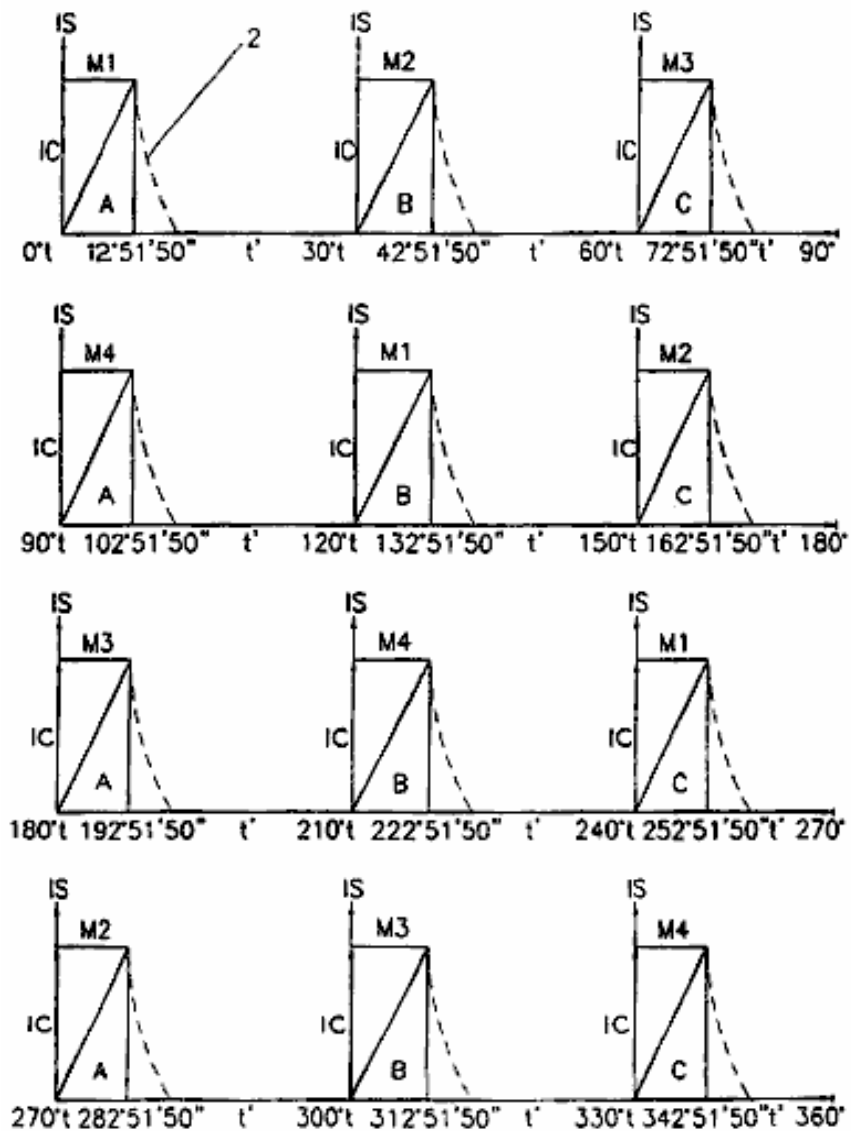 IS IS IS
M1 2 M2 M3
IC IC IC
A B C
0°t 12°51'50" t' 30°t 42°51'50" t' 60°t 72°51'50"t' 90°
IS IS IS
M4 M1 M2
IC IC IC
A B C
90°t 102°51'50" t' 120°t 132°51'50" t' 150°t 162°51'50"t' 180°
IS IS IS
M3 M4 M1
IC IC IC
A B C
180°t 192°51'50" t' 210°t 222°51'50" t' 240°t 252°51'50"t' 270°
IS IS IS
M2 M3 M4
IC IC IC
A B C
270°t 282°51'50" t' 300°t 312°51'50" t' 330°t 342°51'50"t' 360°